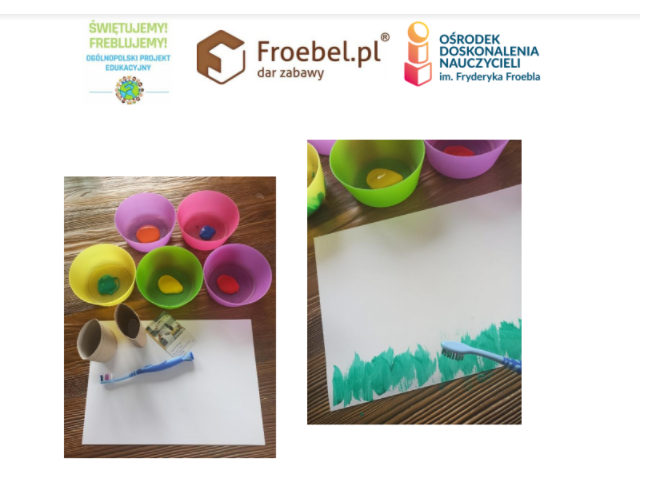 ŚWIĘTUJEMY!
FREBLUJEMY!
OGÓLNOPOLSKI PROJEKT
EDUKACYJNY
Froebel.pl®
dar zabawy
OŚRODEK
DOSKONALENIA
NAUCZYCIELI
im. Fryderyka Froebla